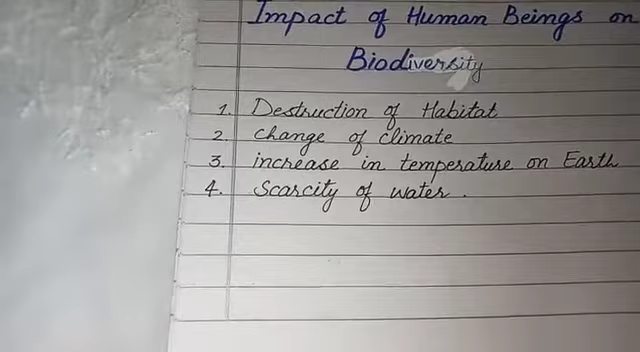 Impact of Human Beings on
Biodiversity
1. Destruction of Habitat
2. Change of climate
3. increase in temperature on Earth
4. Scarcity of water.